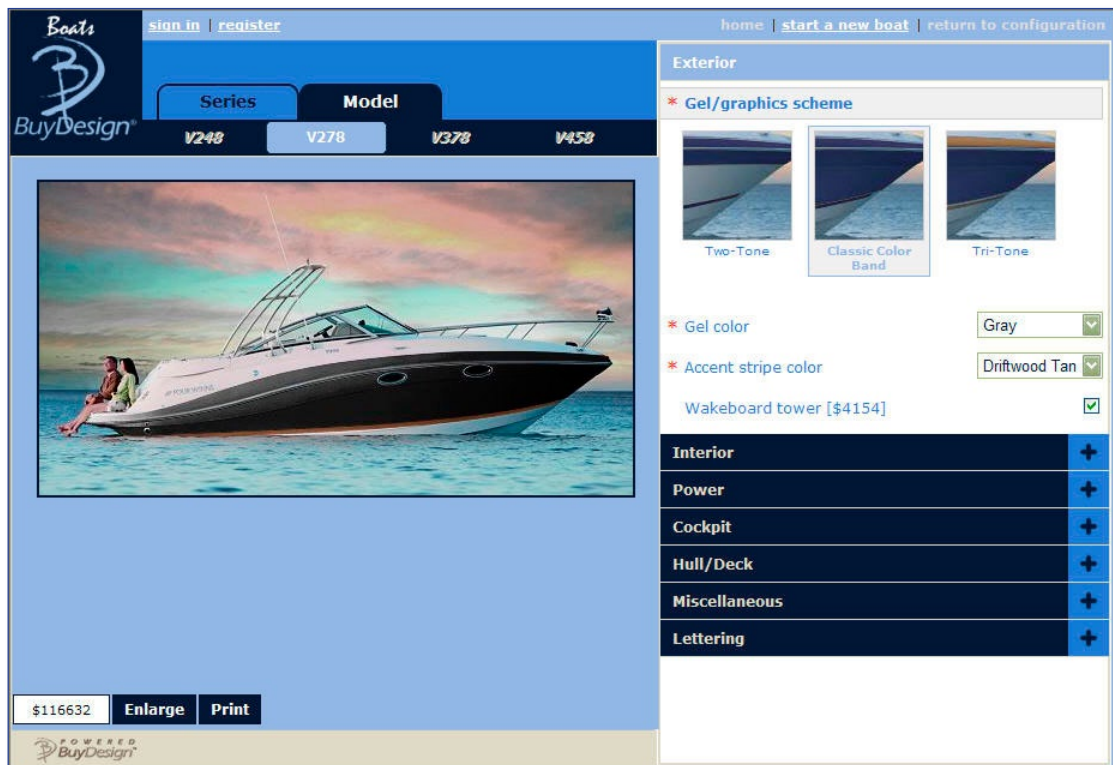 Boats
BuyDesign®
sign in | register
home | start a new boat | return to configuration
Series
Model
V248
V278
V378
V458
Exterior
* Gel/graphics scheme
Two-Tone
Classic Color
Band
Tri-Tone
* Gel color
Gray
* Accent stripe color
Driftwood Tan
Wakeboard tower [$4154]
Interior
Power
Cockpit
Hull/Deck
Miscellaneous
Lettering
$116632
Enlarge
Print
POWERED
BuyDesign